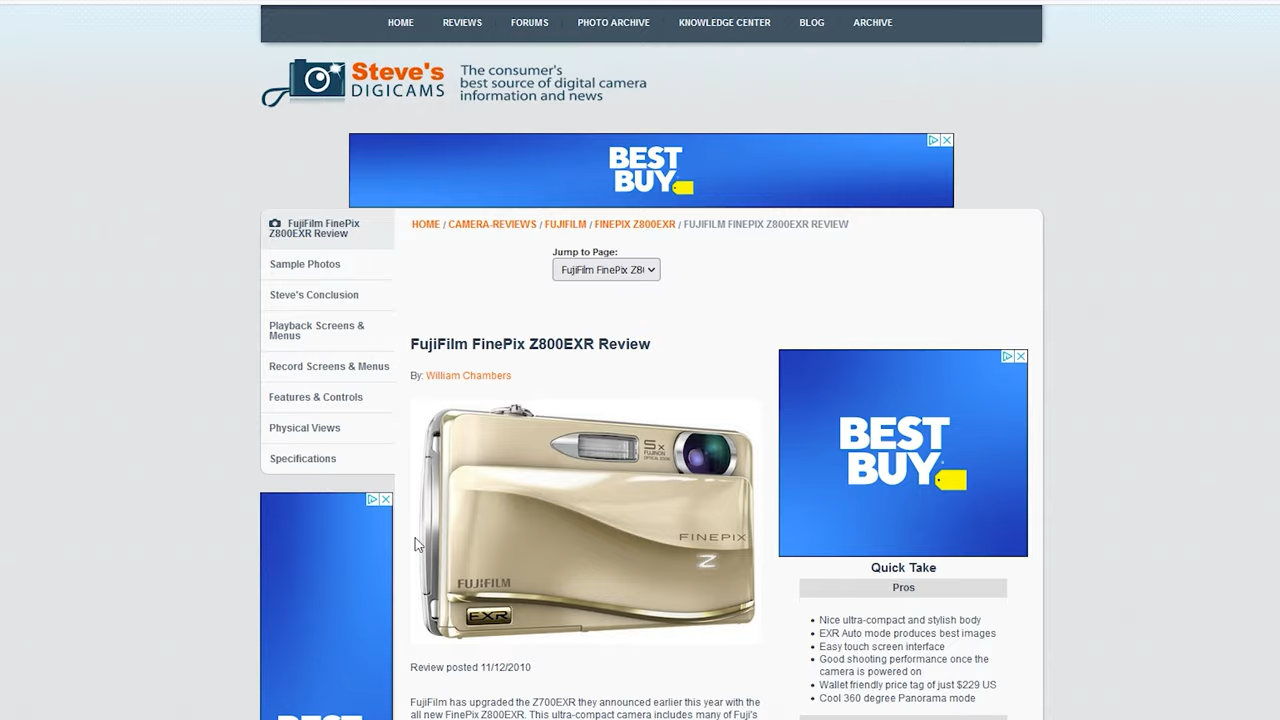 HOME REVIEWS FORUMS PHOTO ARCHIVE KNOWLEDGE CENTER BLOG ARCHIVE
Steve's
DIGICAMS
The consumer's
best source of digital camera
information and news
BEST
BUY
FujiFilm FinePix
Z800EXR Review
Sample Photos
Steve's Conclusion
Playback Screens &
Menus
Record Screens & Menus
Features & Controls
Physical Views
Specifications
HOME / CAMERA-REVIEWS / FUJIFILM / FINEPIX Z800EXR / FUJIFILM FINEPIX Z800EXR REVIEW
Jump to Page:
FujiFilm FinePix Z80
FujiFilm FinePix Z800EXR Review
By: William Chambers
5x
FUJINON
OPTICAL ZOOM
FINEPIX
Z
FUJIFILM
EXR
Review posted 11/12/2010
FujiFilm has upgraded the Z700EXR they announced earlier this year with the
all new FinePix Z800EXR. This ultra-compact camera includes many of Fuji's
BEST
BUY
Quick Take
Pros
Nice ultra-compact and stylish body
EXR Auto mode produces best images
Easy touch screen interface
Good shooting performance once the
camera is powered on
Wallet friendly price tag of just $229 US
Cool 360 degree Panorama mode